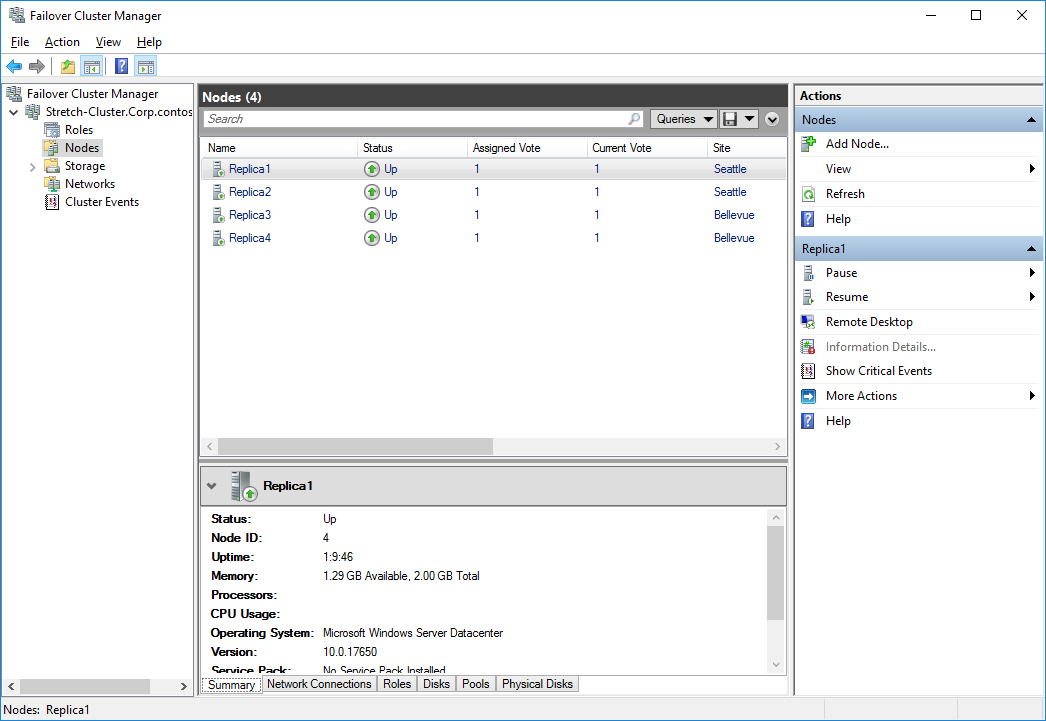 Failover Cluster Manager
File Action View Help
Failover Cluster Manager
Stretch-Cluster.Corp.contos
Roles
Nodes
Storage
Networks
Cluster Events
Nodes (4)
Search
Queries
Name Status Assigned Vote Current Vote Site
Replica1 Up 1 1 Seattle
Replica2 Up 1 1 Seattle
Replica3 Up 1 1 Bellevue
Replica4 Up 1 1 Bellevue
Replica1
Status: Up
Node ID: 4
Uptime: 1:9:46
Memory: 1.29 GB Available, 2.00 GB Total
Processors:
CPU Usage:
Operating System: Microsoft Windows Server Datacenter
Version: 10.0.17650
Service Pack: No Service Pack Installed
Summary Network Connections Roles Disks Pools Physical Disks
Actions
Nodes
Add Node...
View
Refresh
Help
Replica1
Pause
Resume
Remote Desktop
Information Details...
Show Critical Events
More Actions
Help
Nodes: Replica1